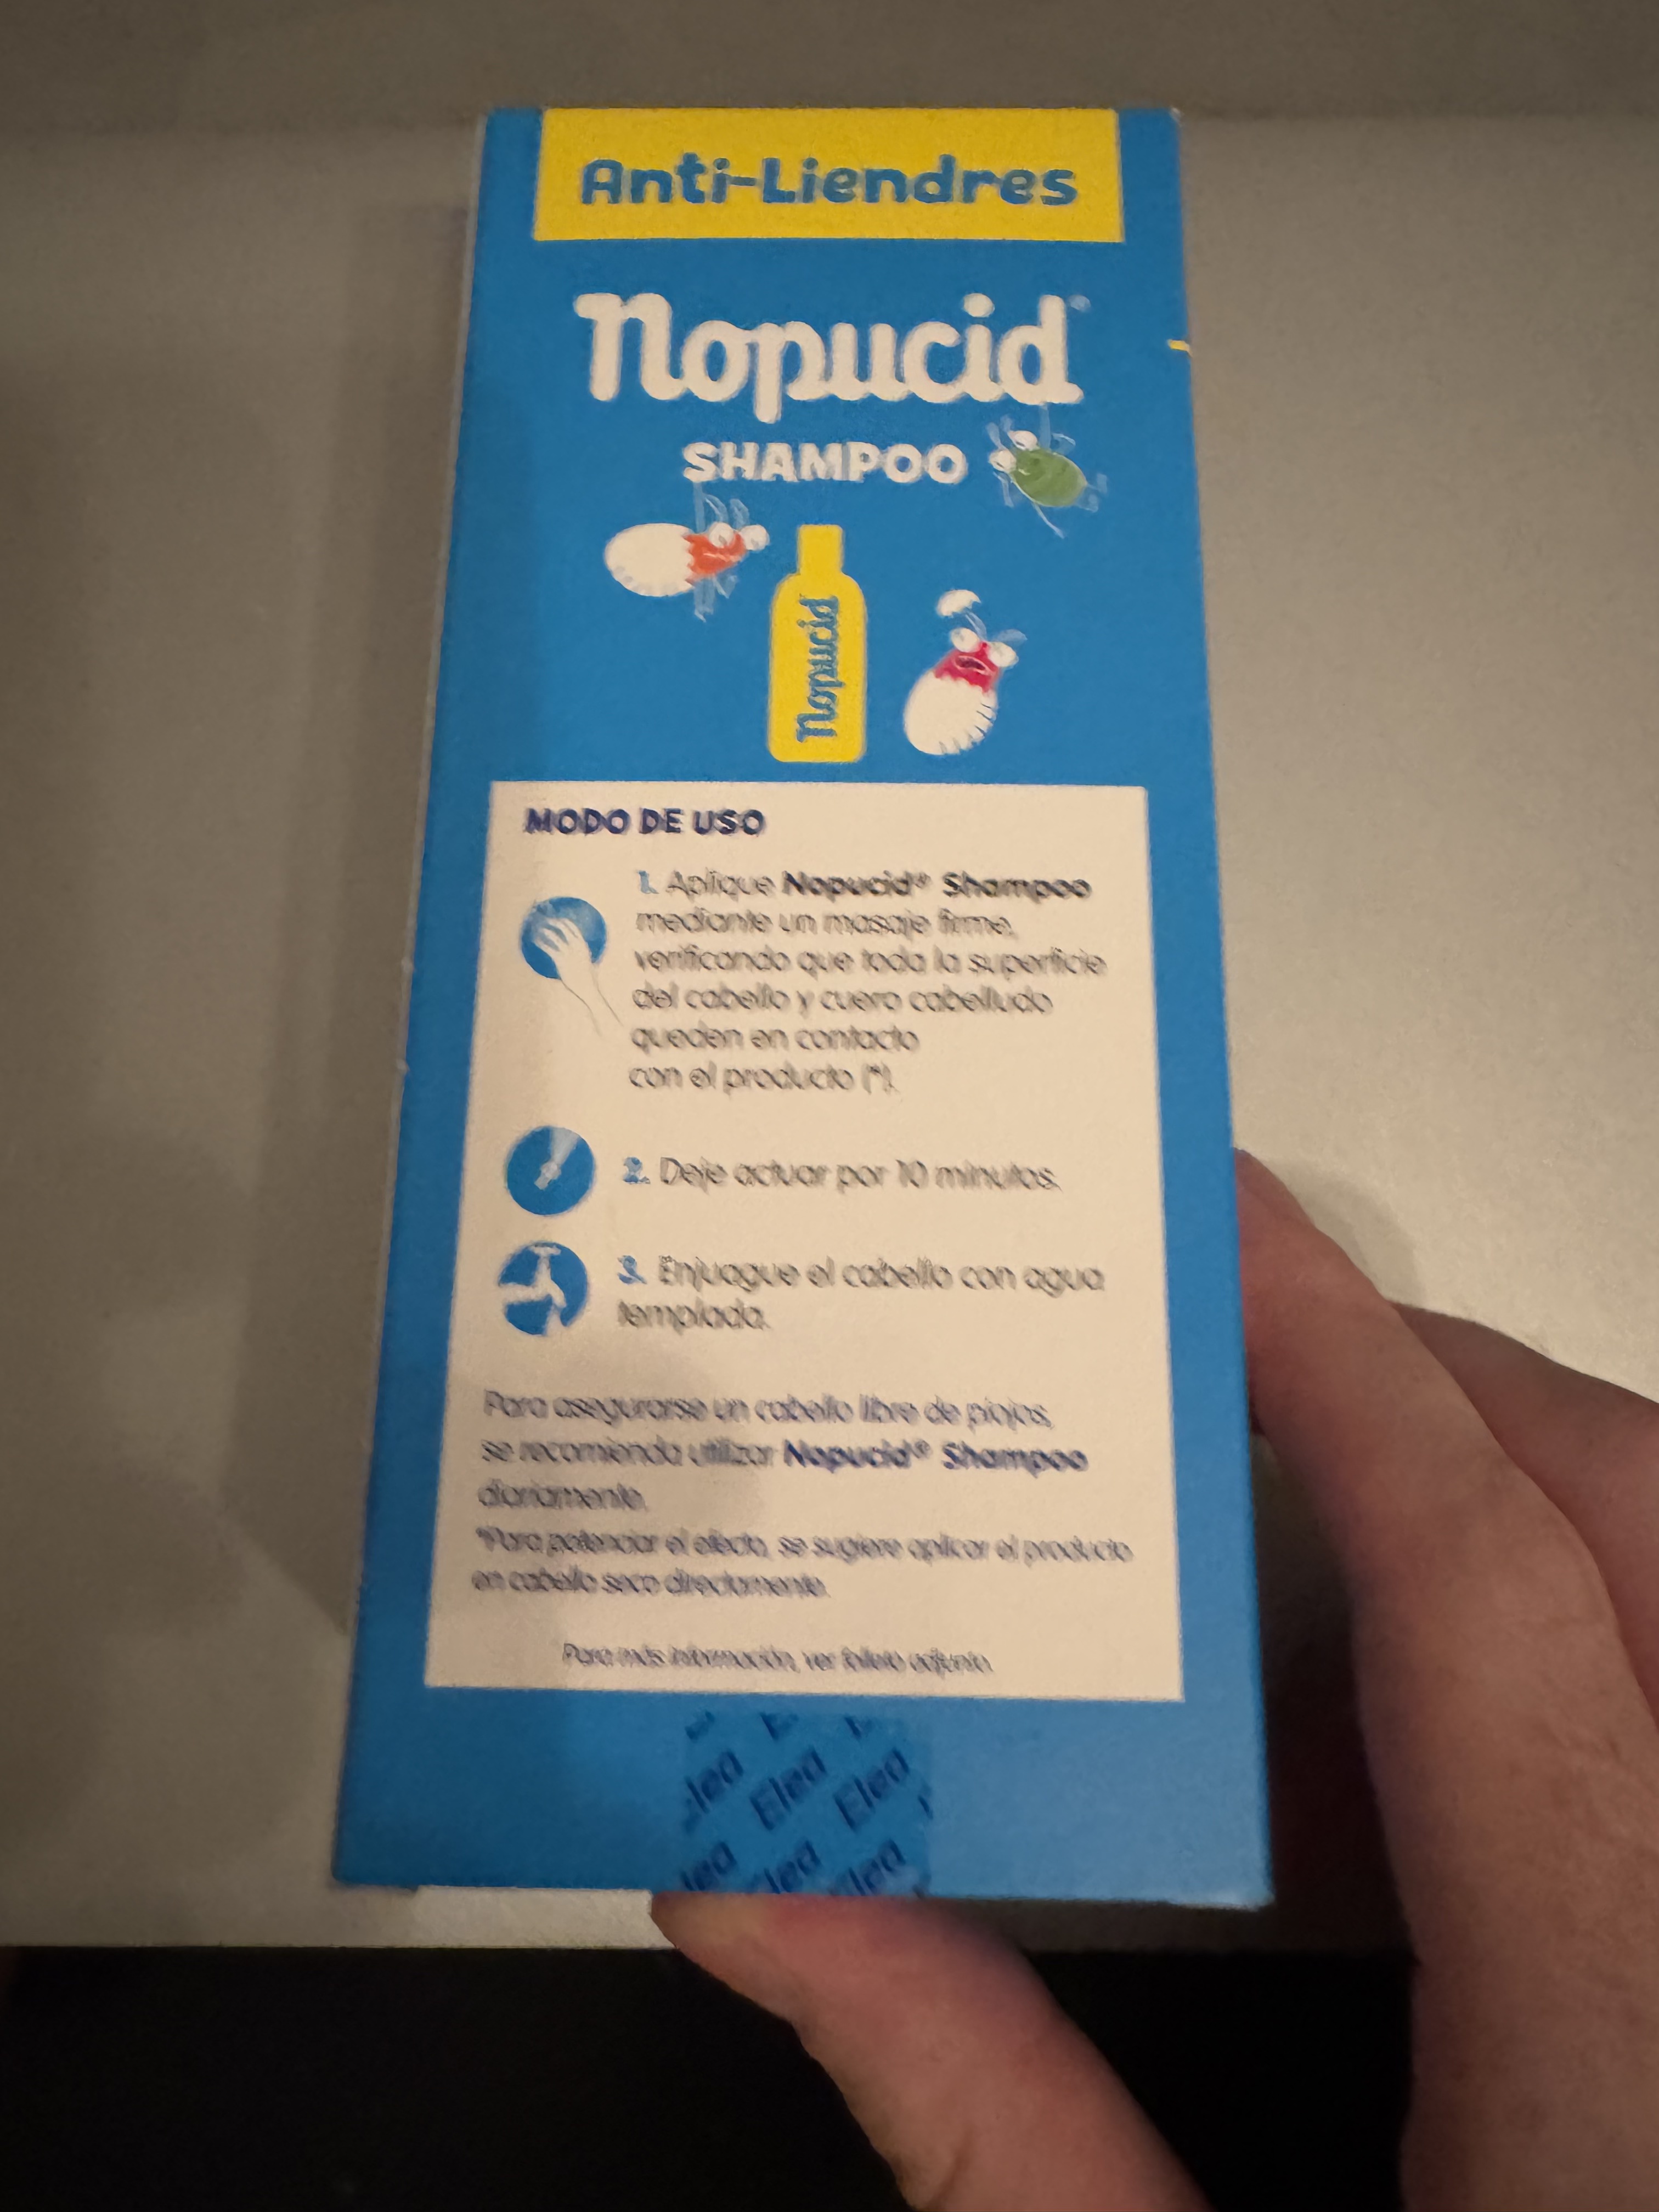 Anti-Liendres
Nopucid
SHAMPOO
Nopucid
MODO DE USO
1. Aplique Nopucid® Shampoo
mediante un masaje firme,
verificando que toda la superficie
del cabello y cuero cabelludo
queden en contacto
con el producto (*).
2. Deje actuar por 10 minutos.
3. Enjuague el cabello con agua
templada.
Para asegurarse un cabello libre de piojos,
se recomienda utilizar Nopucid® Shampoo
diariamente.
*Para potenciar el efecto, se sugiere aplicar el producto
en cabello seco directamente.
Para más información, ver folleto adjunto.
Elea Elea Elea
Elea Elea Elea